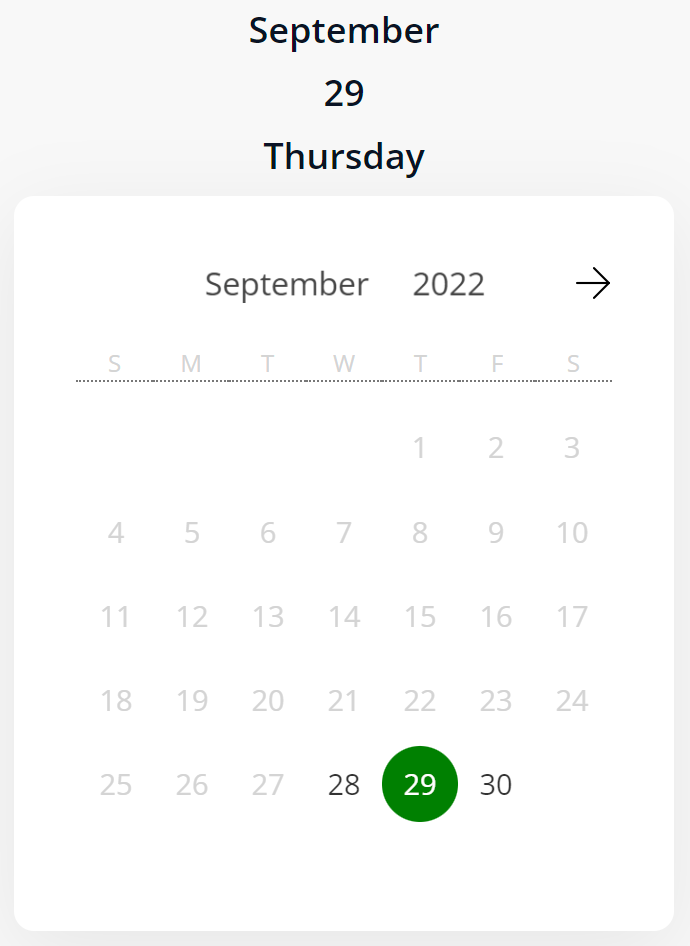 September
29
Thursday
September 2022
S M T W T F S
1 2 3
4 5 6 7 8 9 10
11 12 13 14 15 16 17
18 19 20 21 22 23 24
25 26 27 28 29 30